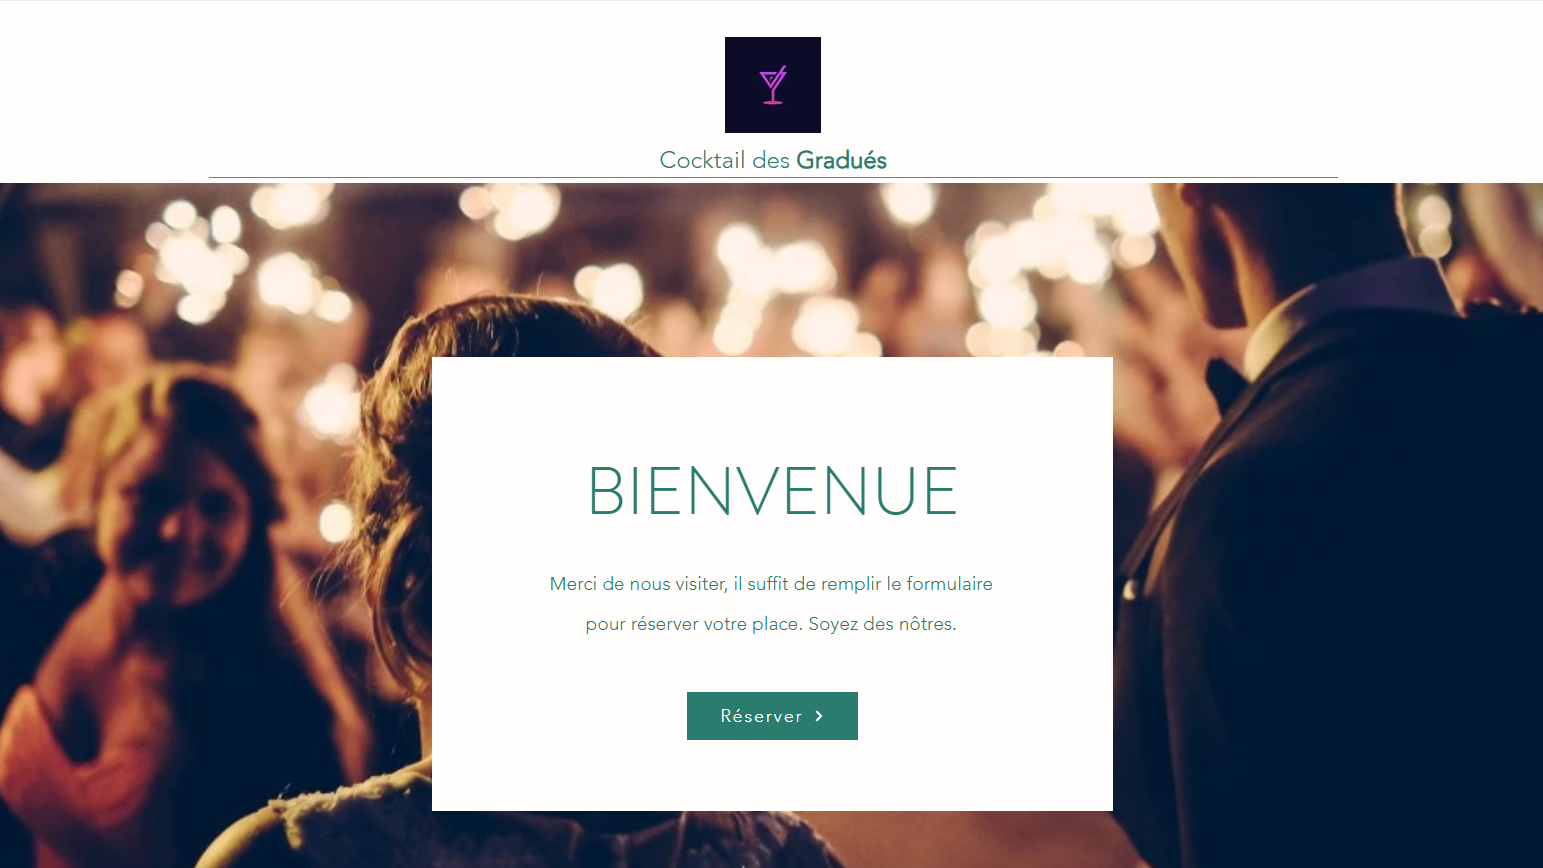 Cocktail des Gradués
BIENVENUE
Merci de nous visiter, il suffit de remplir le formulaire
pour réserver votre place. Soyez des nôtres.
Réserver